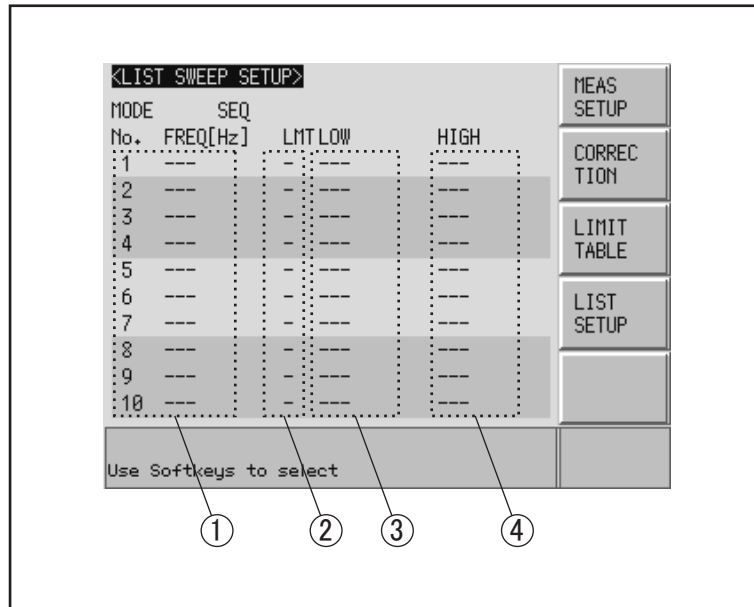 <LIST SWEEP SETUP>
MODE SEQ
No. FREQ[Hz] LMT LOW HIGH
1 --- - --- ---
2 --- - --- ---
3 --- - --- ---
4 --- - --- ---
5 --- - --- ---
6 --- - --- ---
7 --- - --- ---
8 --- - --- ---
9 --- - --- ---
10 --- - --- ---
Use Softkeys to select
MEAS
SETUP
CORREC
TION
LIMIT
TABLE
LIST
SETUP
① ② ③ ④